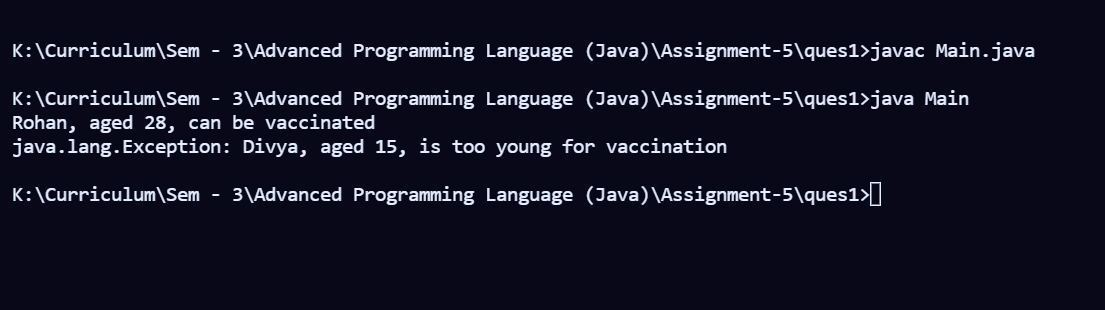 K:\Curriculum\Sem - 3\Advanced Programming Language (Java)\Assignment-5\ques1>javac Main.java
K:\Curriculum\Sem - 3\Advanced Programming Language (Java)\Assignment-5\ques1>java Main
Rohan, aged 28, can be vaccinated
java.lang.Exception: Divya, aged 15, is too young for vaccination
K:\Curriculum\Sem - 3\Advanced Programming Language (Java)\Assignment-5\ques1>